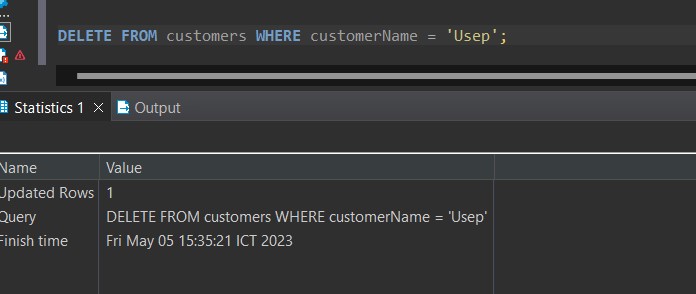 DELETE FROM customers WHERE customerName = 'Usep';
Statistics 1 Output
Name Value
Updated Rows 1
Query DELETE FROM customers WHERE customerName = 'Usep'
Finish time Fri May 05 15:35:21 ICT 2023